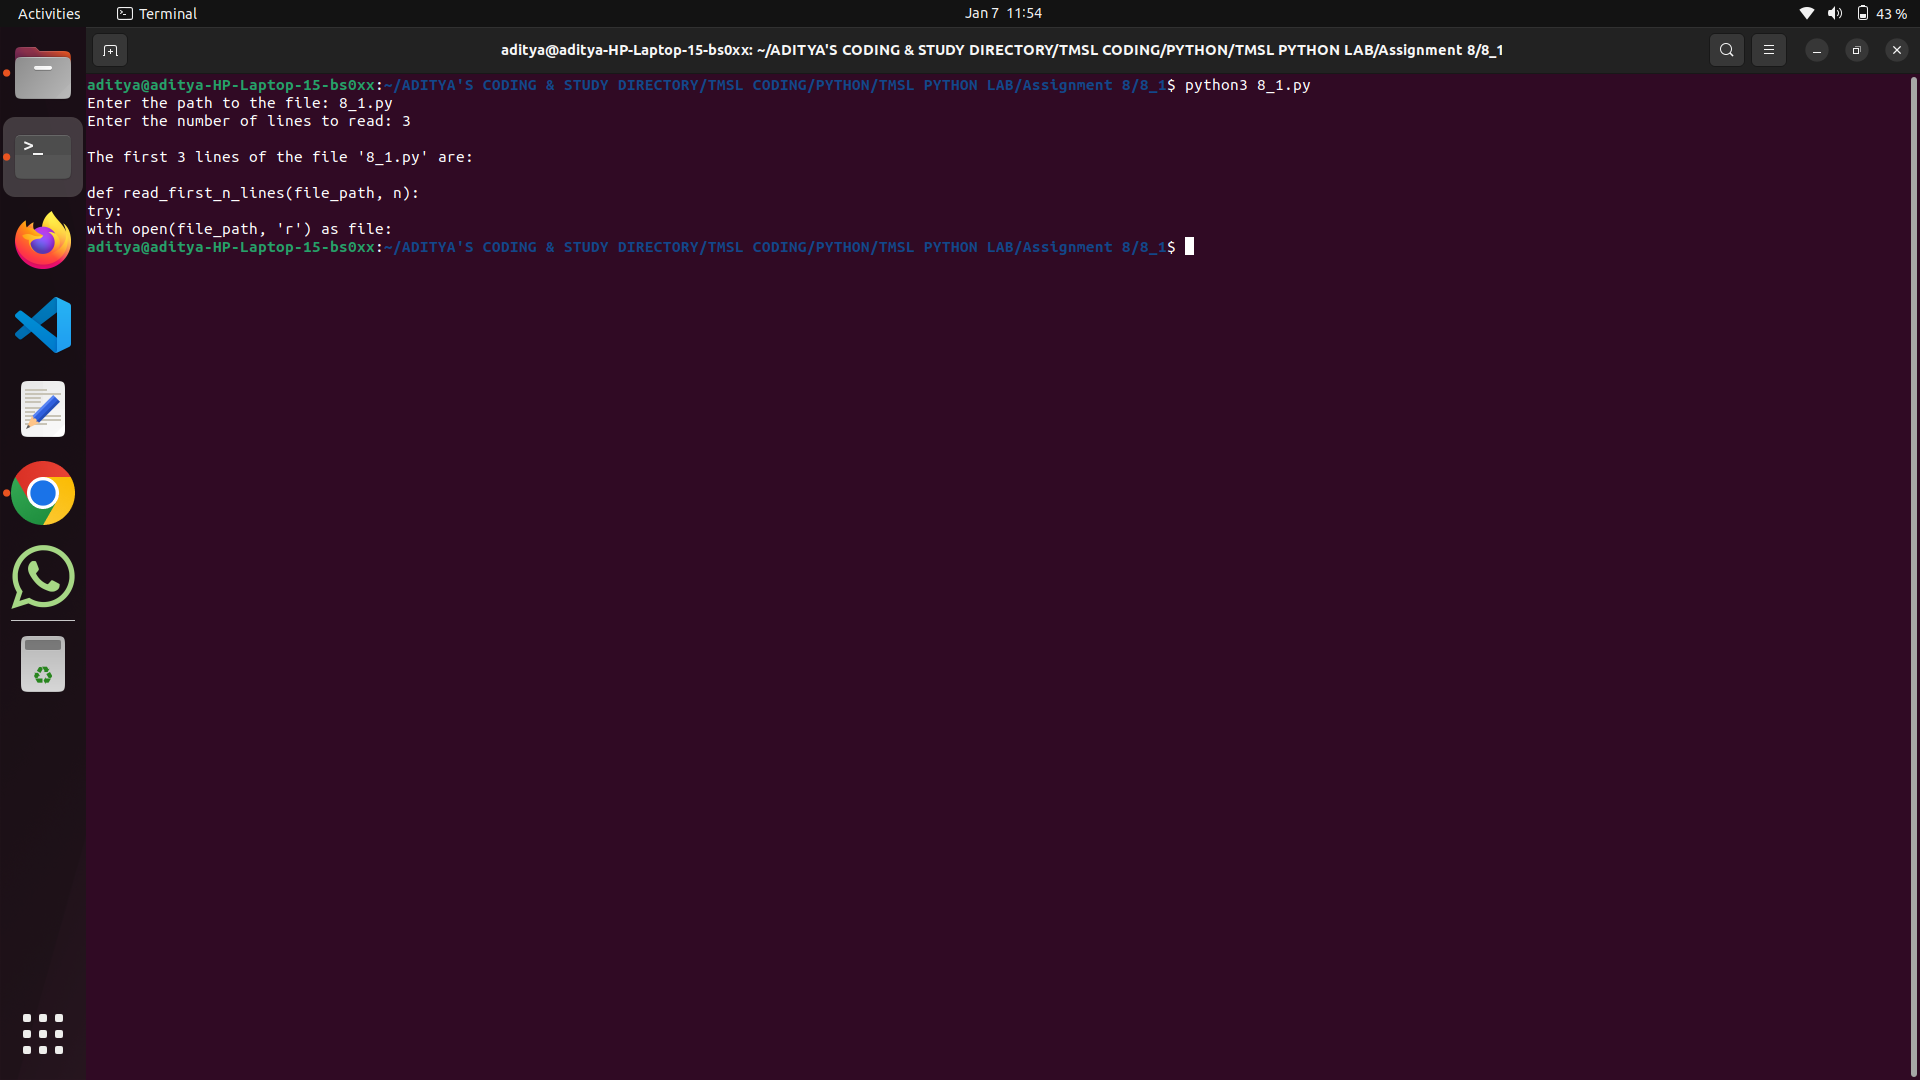 Activities
Terminal
Jan 7 11:54
43 %
aditya@aditya-HP-Laptop-15-bs0xx: ~/ADITYA'S CODING & STUDY DIRECTORY/TMSL CODING/PYTHON/TMSL PYTHON LAB/Assignment 8/8_1
aditya@aditya-HP-Laptop-15-bs0xx:~/ADITYA'S CODING & STUDY DIRECTORY/TMSL CODING/PYTHON/TMSL PYTHON LAB/Assignment 8/8_1$ python3 8_1.py
Enter the path to the file: 8_1.py
Enter the number of lines to read: 3
The first 3 lines of the file '8_1.py' are:
def read_first_n_lines(file_path, n):
try:
with open(file_path, 'r') as file:
aditya@aditya-HP-Laptop-15-bs0xx:~/ADITYA'S CODING & STUDY DIRECTORY/TMSL CODING/PYTHON/TMSL PYTHON LAB/Assignment 8/8_1$